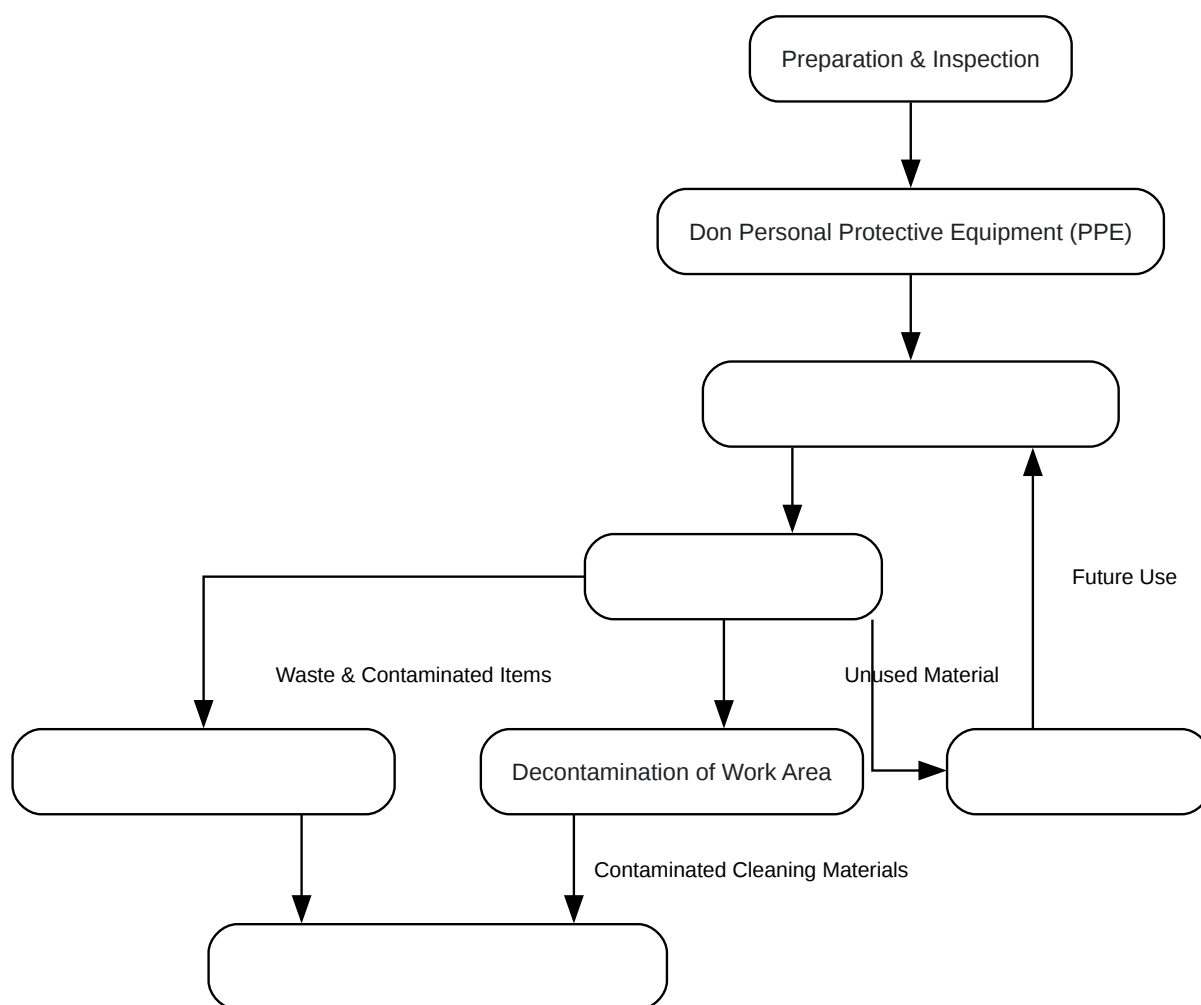 Preparation & Inspection
Don Personal Protective Equipment (PPE)
Future Use
Waste & Contaminated Items
Unused Material
Decontamination of Work Area
Contaminated Cleaning Materials